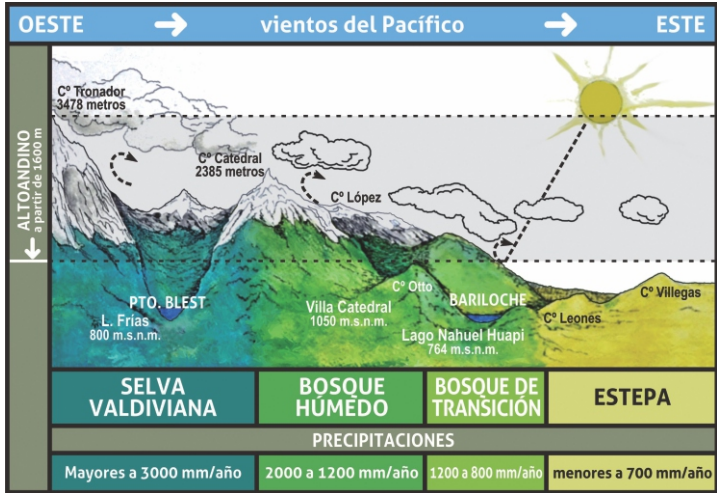 OESTE
vientos del Pacífico
ESTE
Cº Tronador
3478 metros
ALTOANDINO
a partir de 1600 m
Cº Catedral
2385 metros
Cº López
PTO. BLEST
L. Frías
800 m.s.n.m.
Villa Catedral
1050 m.s.n.m.
Cº Otto
BARILOCHE
Lago Nahuel Huapi
764 m.s.n.m.
Cº Leones
Cº Villegas
SELVA
VALDIVIANA
BOSQUE
HÚMEDO
BOSQUE DE
TRANSICIÓN
ESTEPA
PRECIPITACIONES
Mayores a 3000 mm/año
2000 a 1200 mm/año
1200 a 800 mm/año
menores a 700 mm/año